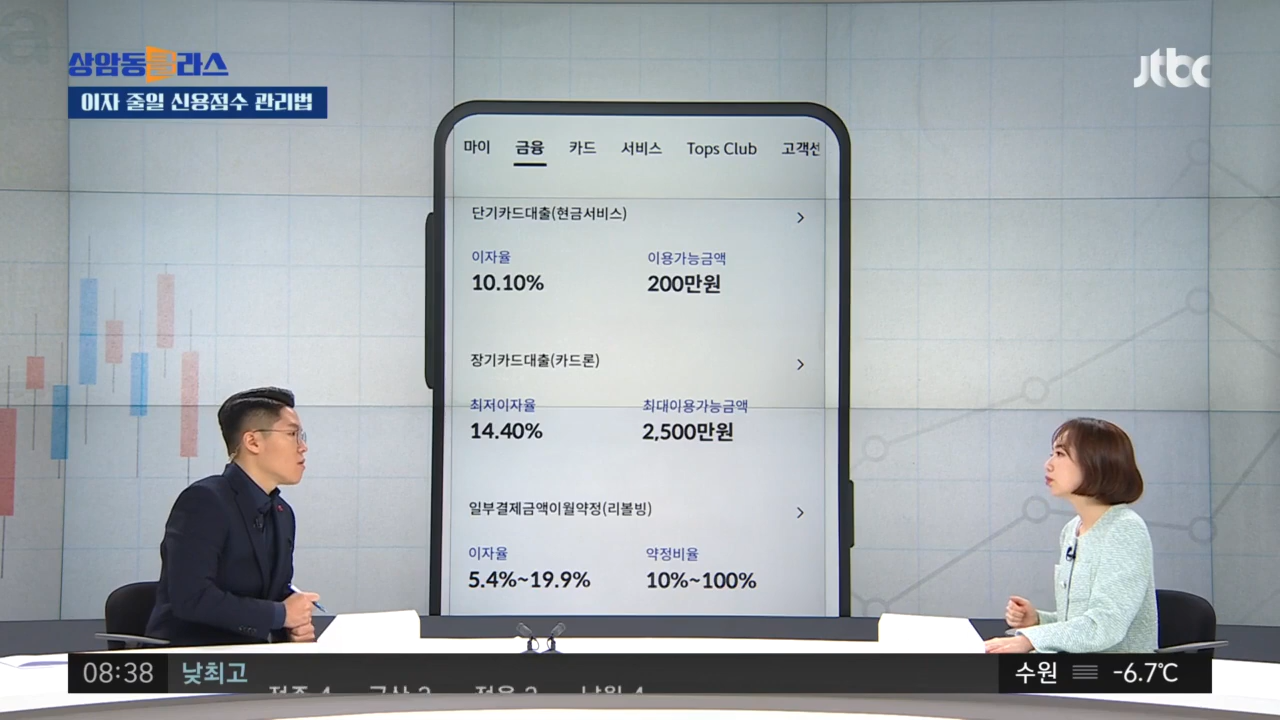 상암동클라스
jtbc
이자 줄일 신용점수 관리법
마이 금융 카드 서비스 Tops Club 고객센
단기카드대출(현금서비스)
이자율 이용가능금액
10.10% 200만원
장기카드대출(카드론)
최저이자율 최대이용가능금액
14.40% 2,500만원
일부결제금액이월약정(리볼빙)
이자율 약정비율
5.4%~19.9% 10%~100%
08:38 낮최고
수원 -6.7℃